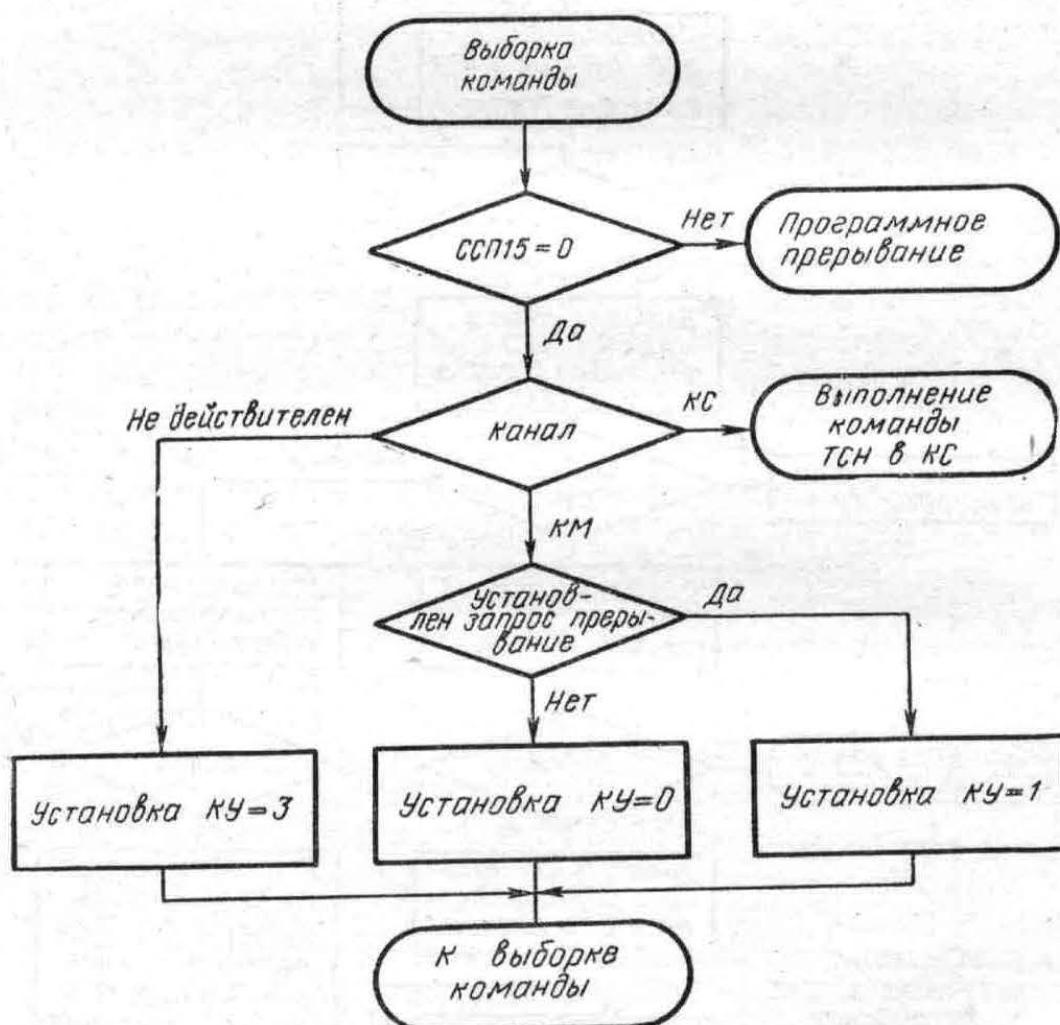 Выборка
команды
ССП15=0
Нет
Программное
прерывание
Да
Не действителен
канал
КС
Выполнение
команды
TCH в КС
КМ
Установ-
лен запрос преры-
вание
Да
Нет
Установка КУ=3
Установка КУ=0
Установка КУ=1
К выборке
команды